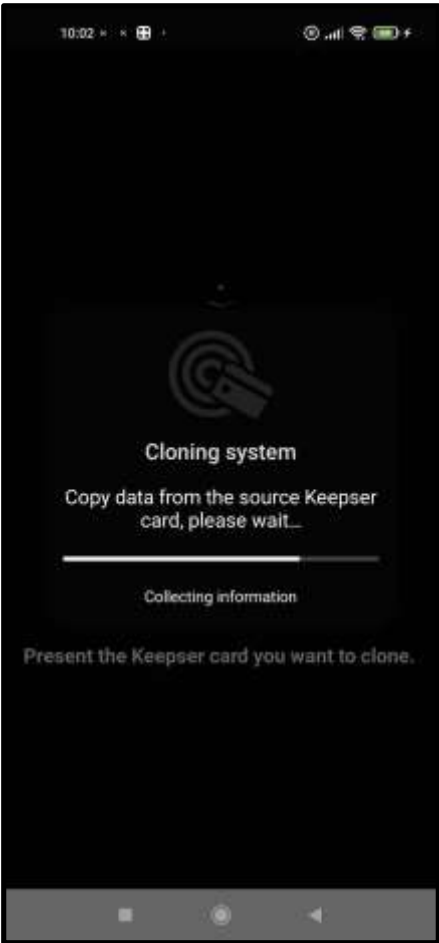 10:02
Cloning system
Copy data from the source Keepser
card, please wait...
Collecting information
Present the Keepser card you want to clone.